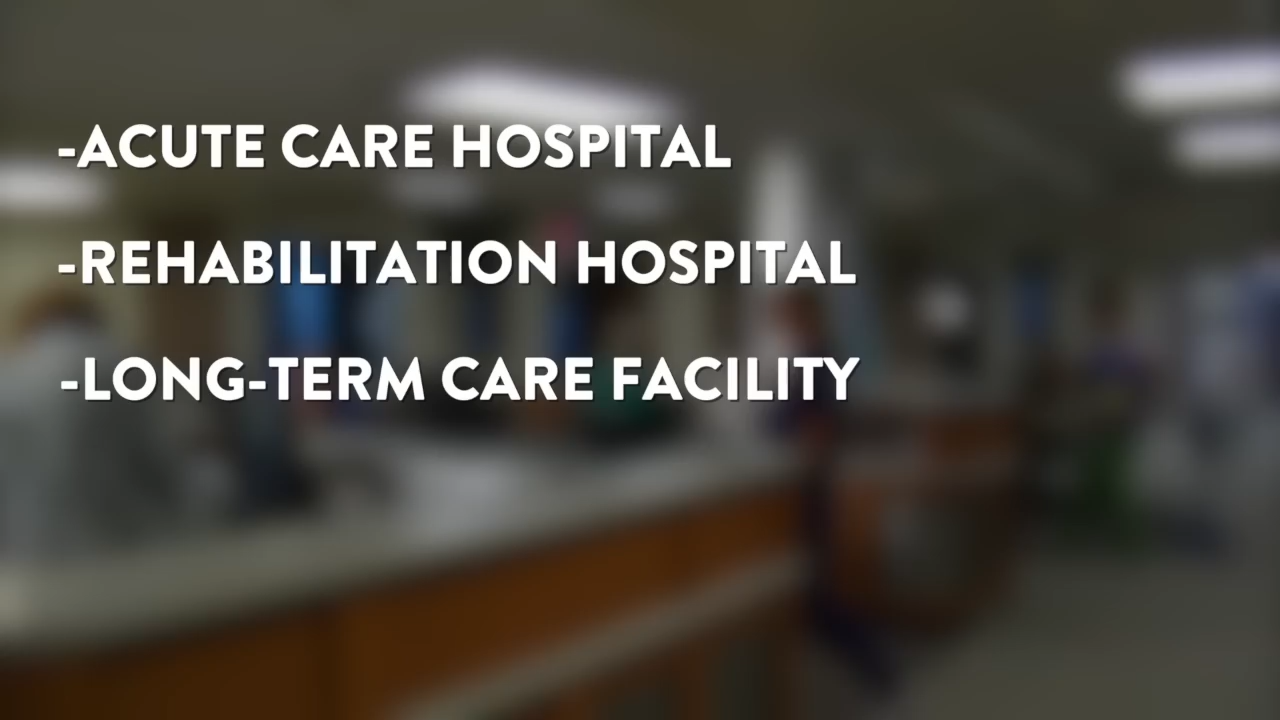 -ACUTE CARE HOSPITAL
-REHABILITATION HOSPITAL
-LONG-TERM CARE FACILITY